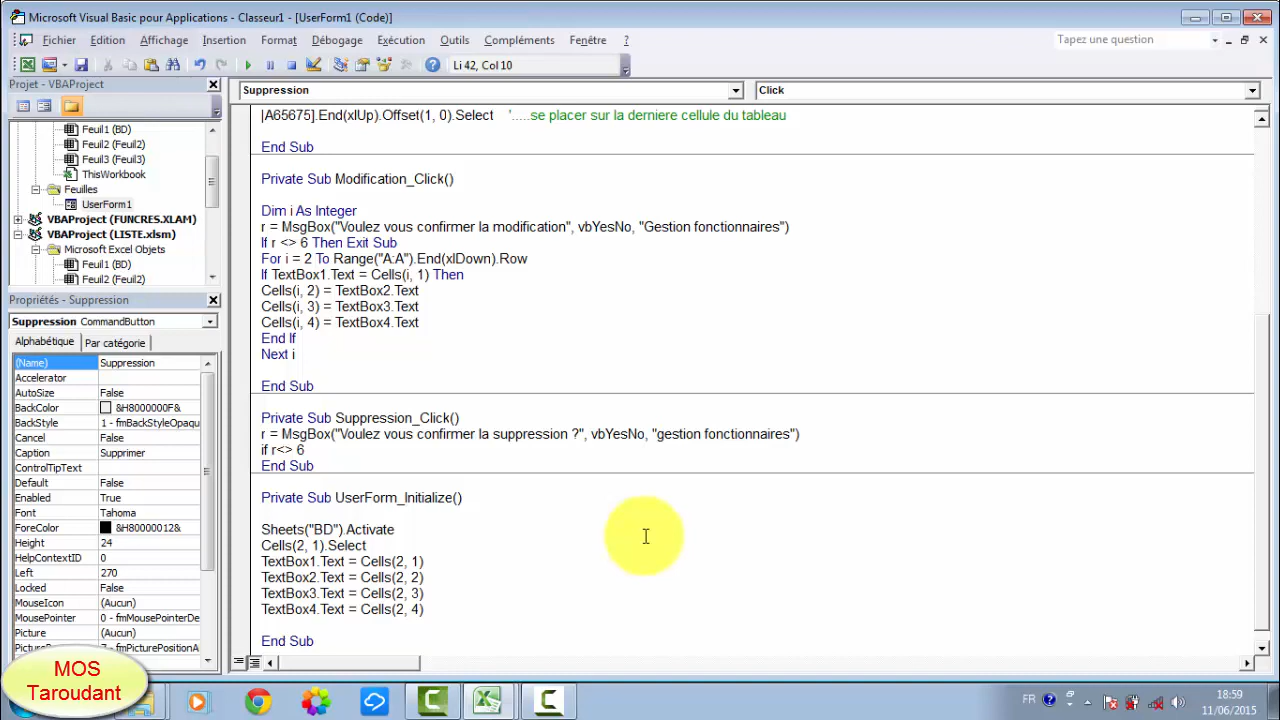 Microsoft Visual Basic pour Applications - Classeur1 - [UserForm1 (Code)]
Fichier Edition Affichage Insertion Format Débogage Exécution Outils Compléments Fenêtre ?
Tapez une question
Li 42, Col 10
Projet - VBAProject
Feuil1 (BD)
Feuil2 (Feuil2)
Feuil3 (Feuil3)
ThisWorkbook
Feuilles
UserForm1
VBAProject (FUNCRES.XLAM)
VBAProject (LISTE.xlsm)
Microsoft Excel Objets
Feuil1 (BD)
Feuil2 (Feuil2)
Propriétés - Suppression
Suppression CommandButton
Alphabétique Par catégorie
(Name) Suppression
Accelerator
AutoSize False
BackColor &H8000000F&
BackStyle 1 - fmBackStyleOpaqu
Cancel False
Caption Supprimer
ControlTipText
Default False
Enabled True
Font Tahoma
ForeColor &H80000012&
Height 24
HelpContextID 0
Left 270
Locked False
MouseIcon (Aucun)
MousePointer 0 - fmMousePointerDe
Picture (Aucun)
7 - fmPicturePositionA
Suppression Click
|A65675].End(xlUp).Offset(1, 0).Select '.....se placer sur la derniere cellule du tableau
End Sub
Private Sub Modification_Click()
Dim i As Integer
r = MsgBox("Voulez vous confirmer la modification", vbYesNo, "Gestion fonctionnaires")
If r <> 6 Then Exit Sub
For i = 2 To Range("A:A").End(xlDown).Row
If TextBox1.Text = Cells(i, 1) Then
Cells(i, 2) = TextBox2.Text
Cells(i, 3) = TextBox3.Text
Cells(i, 4) = TextBox4.Text
End If
Next i
End Sub
Private Sub Suppression_Click()
r = MsgBox("Voulez vous confirmer la suppression ?", vbYesNo, "gestion fonctionnaires")
if r<> 6
End Sub
Private Sub UserForm_Initialize()
Sheets("BD").Activate
Cells(2, 1).Select
TextBox1.Text = Cells(2, 1)
TextBox2.Text = Cells(2, 2)
TextBox3.Text = Cells(2, 3)
TextBox4.Text = Cells(2, 4)
End Sub
MOS
Taroudant
FR
18:59
11/06/2015